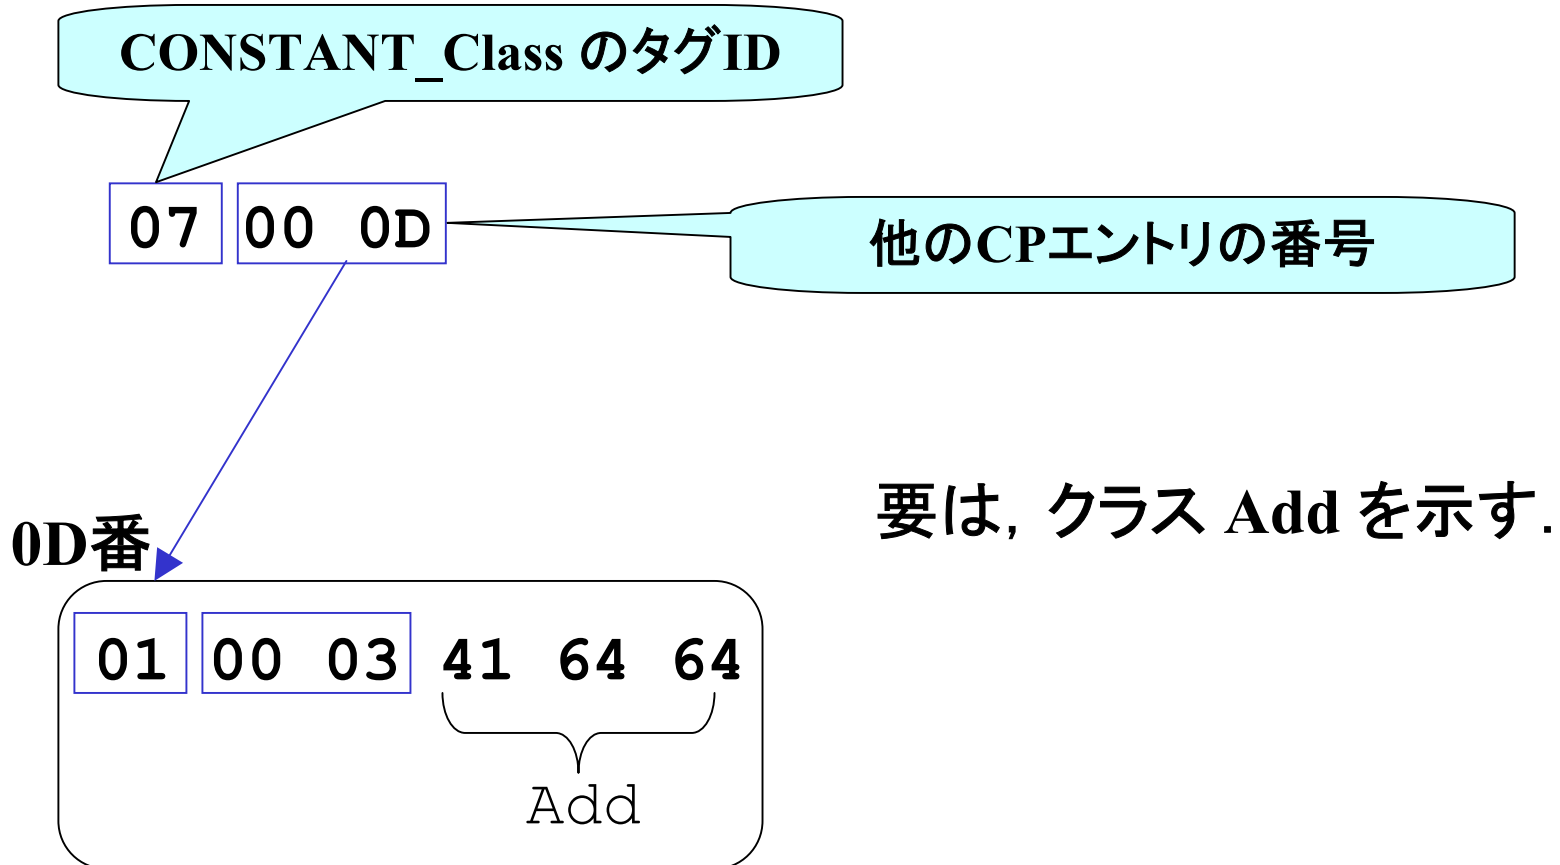 CONSTANT_Class のタグID
07 00 0D
他のCPエントリの番号
要は, クラス Add を示す.
0D番
01 00 03 41 64 64
Add